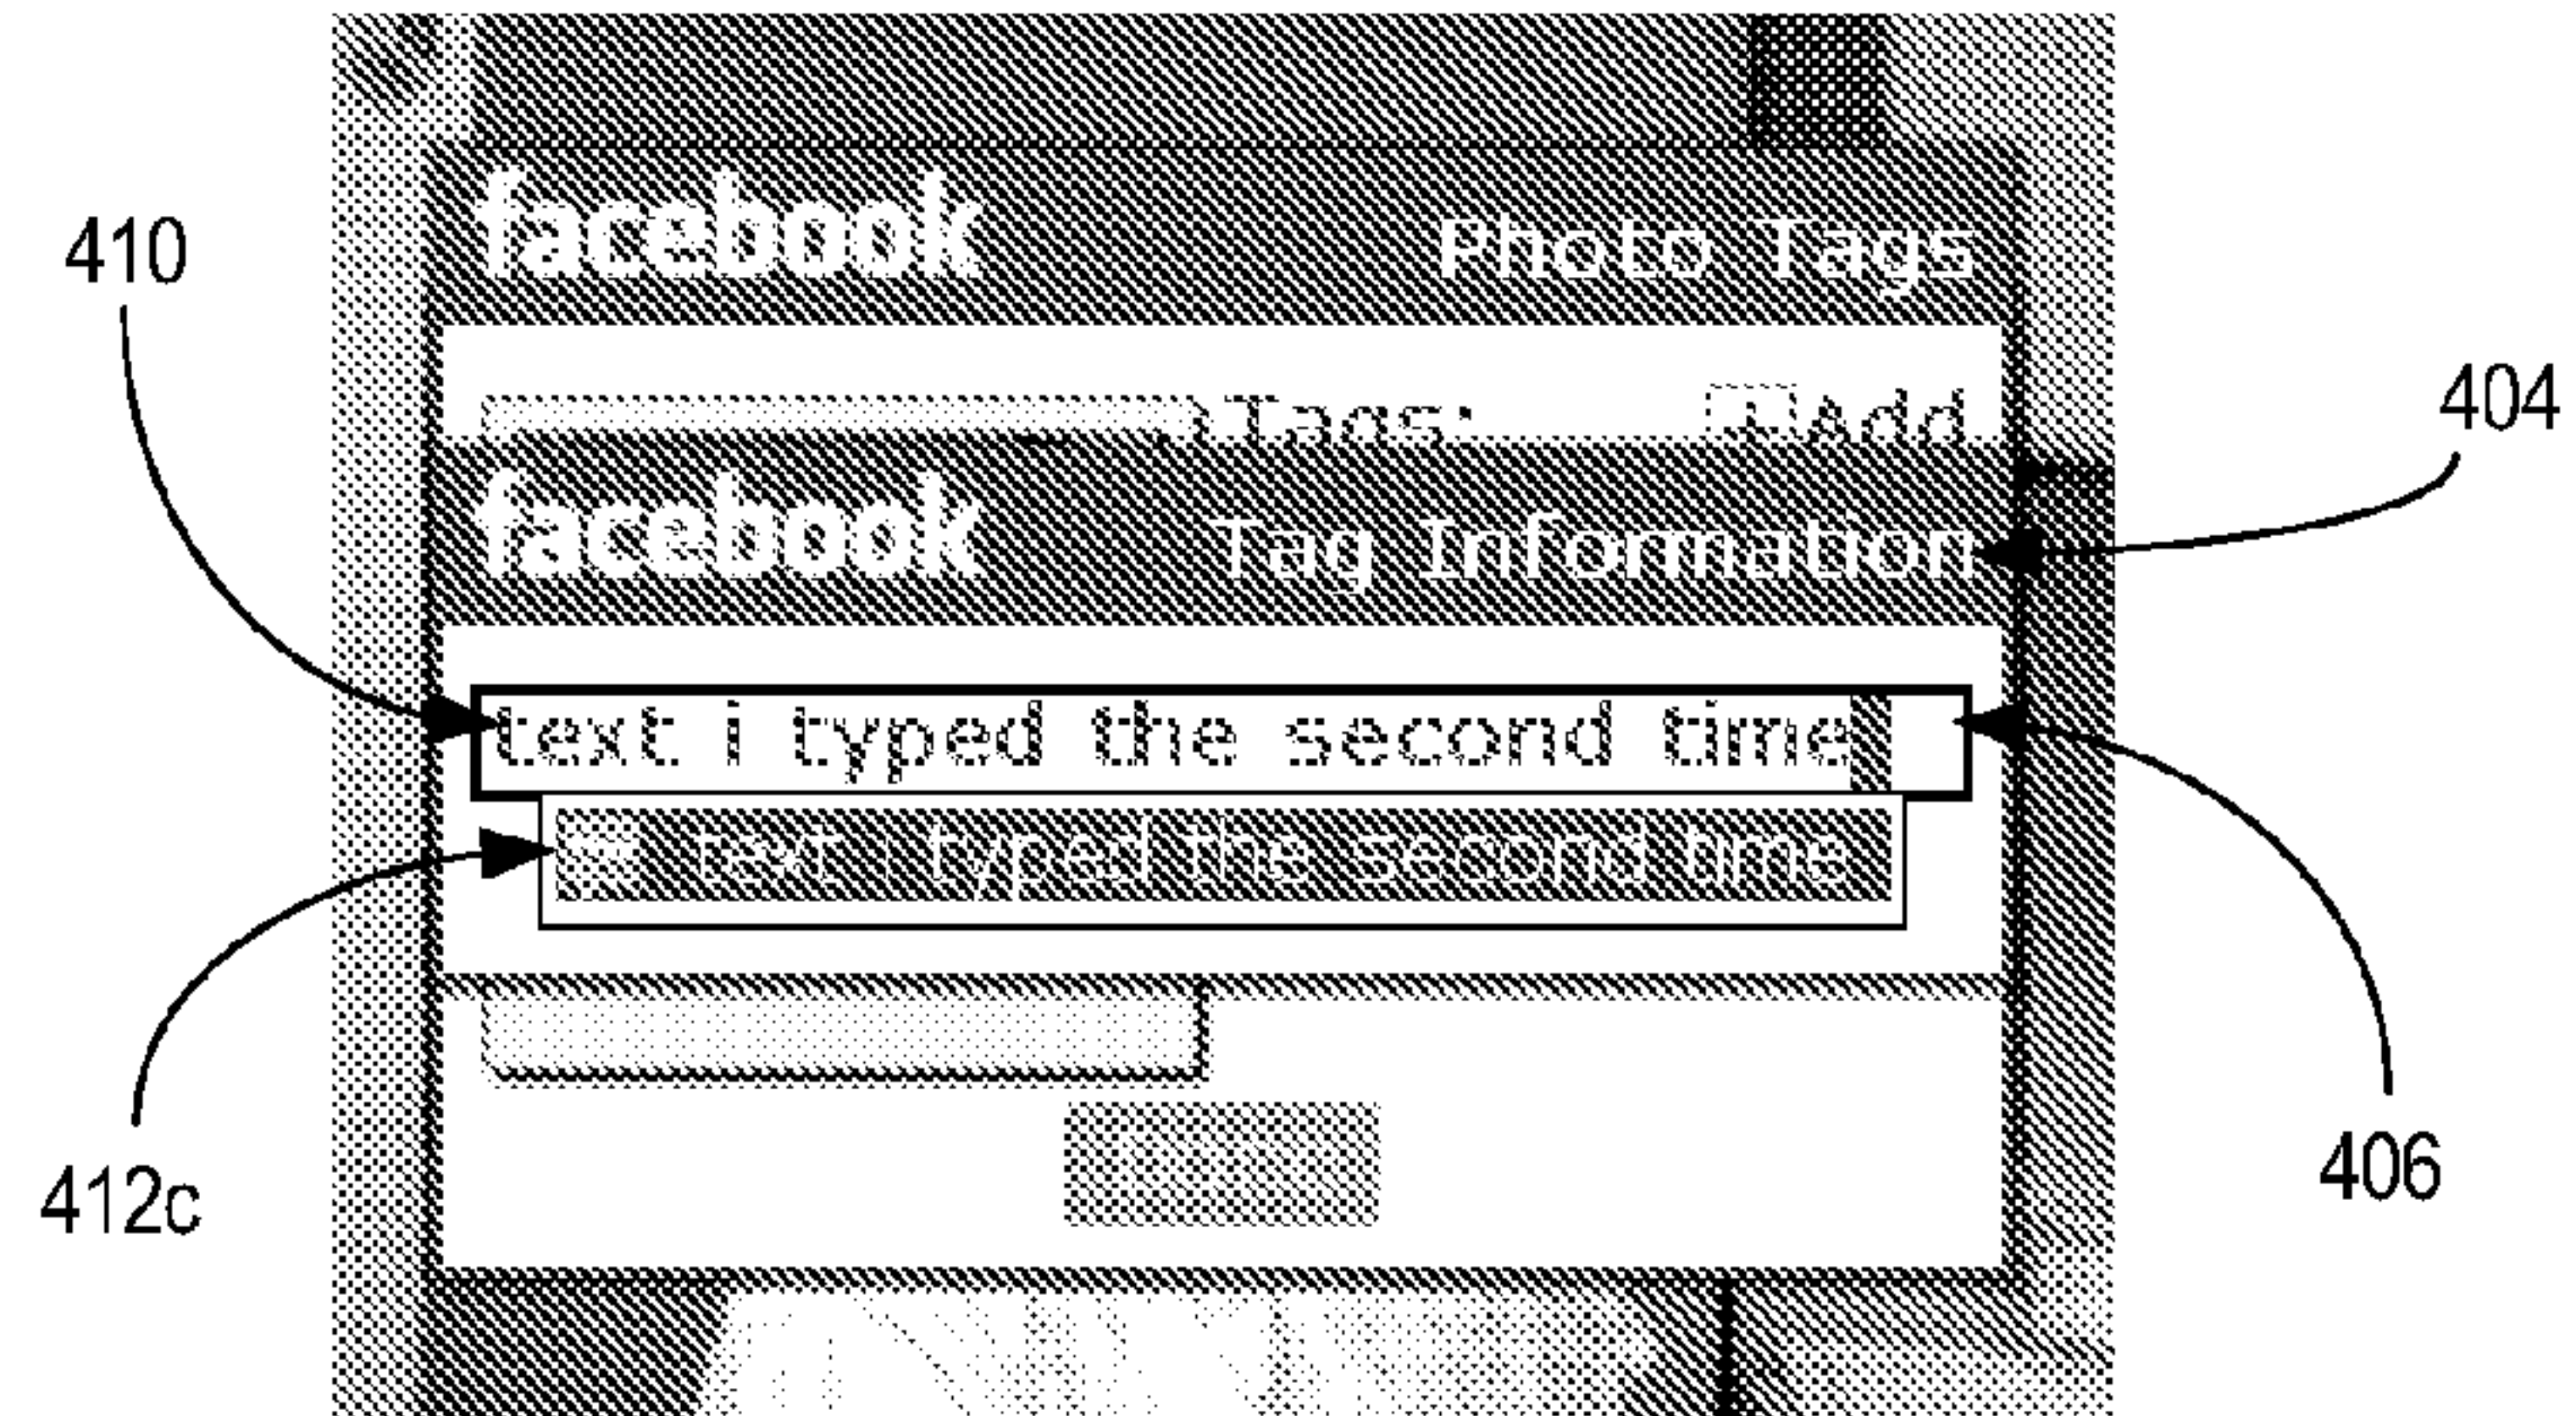 facebook Photo Tags
410
Tags: Add
404
facebook Tag Information
text i typed the second time
text i typed the second time
412c
406